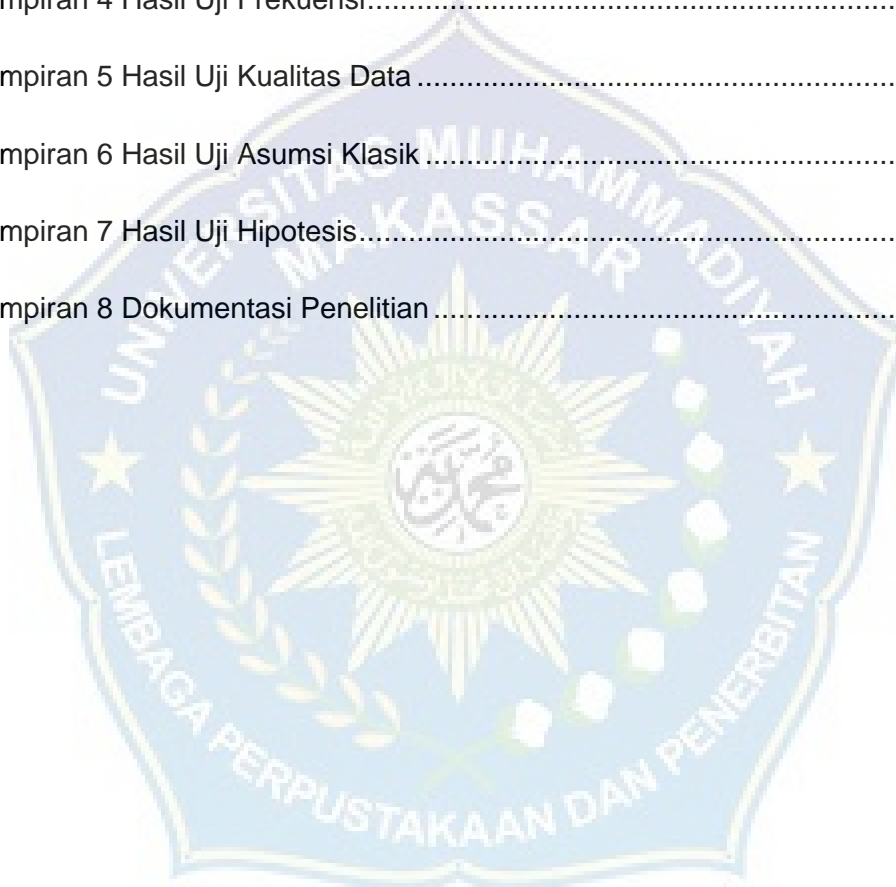 mpiran 4 Hasil Uji Frekuensi........................................................................
mpiran 5 Hasil Uji Kualitas Data ..................................................................
mpiran 6 Hasil Uji Asumsi Klasik .................................................................
mpiran 7 Hasil Uji Hipotesis.........................................................................
mpiran 8 Dokumentasi Penelitian ................................................................
UNIVERSITAS MUHAMMADIYAH
MAKASSAR
LEMBAGA PERPUSTAKAAN DAN PENERBITAN